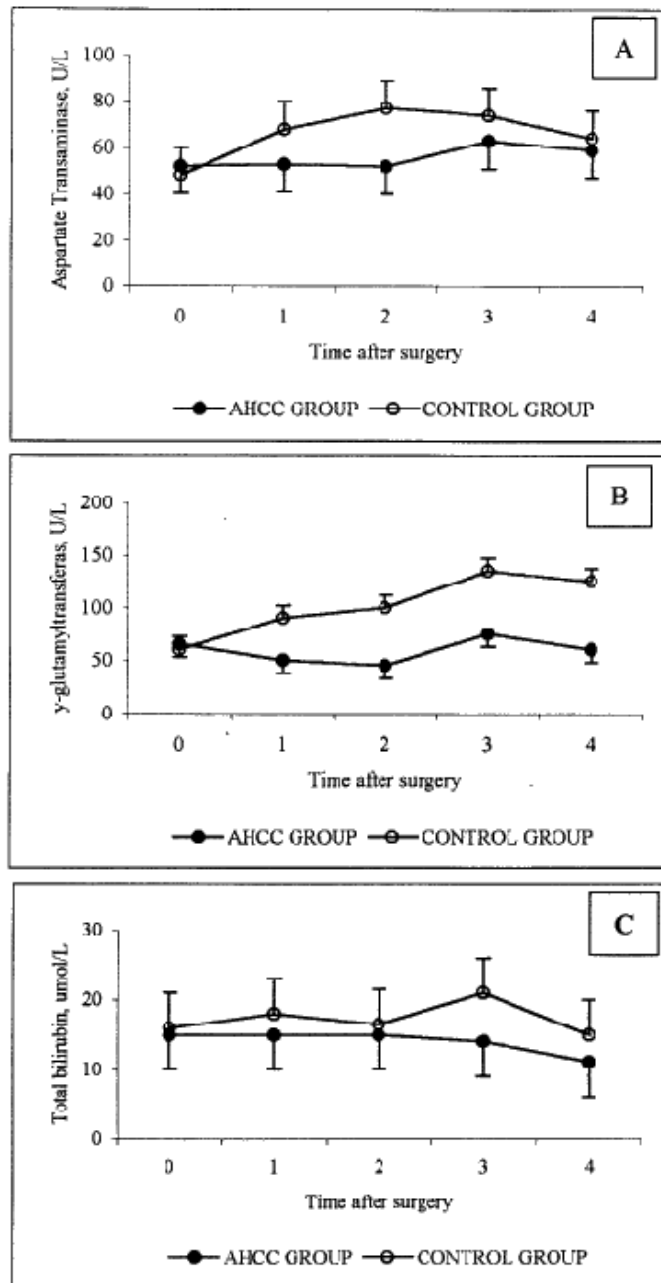 A
Aspartate Transaminase, U/L
100
80
60
40
20
0
0 1 2 3 4
Time after surgery
AHCC GROUP CONTROL GROUP
B
y-glutamyltransferas, U/L
200
150
100
50
0
0 1 2 3 4
Time after surgery
AHCC GROUP CONTROL GROUP
C
Total bilirubin, umol/L
30
20
10
0
0 1 2 3 4
Time after surgery
AHCC GROUP CONTROL GROUP